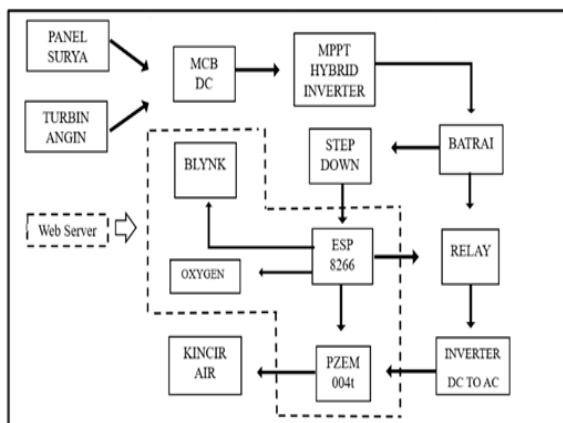 PANEL
SURYA
MCB
DC
MPPT
HYBRID
INVERTER
TURBIN
ANGIN
BLYNK
STEP
DOWN
BATRAI
Web Server
ESP
8266
RELAY
OXYGEN
KINCIR
AIR
PZEM
004t
INVERTER
DC TO AC